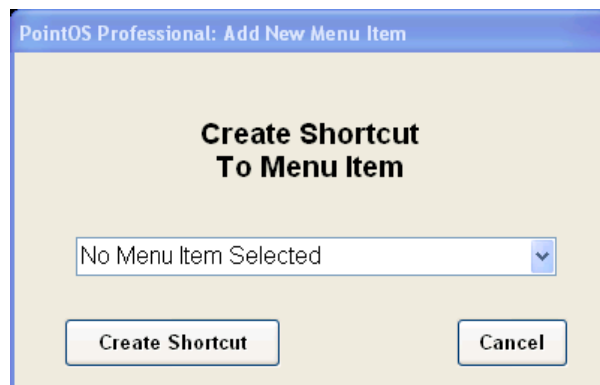 PointOS Professional: Add New Menu Item
Create Shortcut
To Menu Item
No Menu Item Selected
Create Shortcut
Cancel